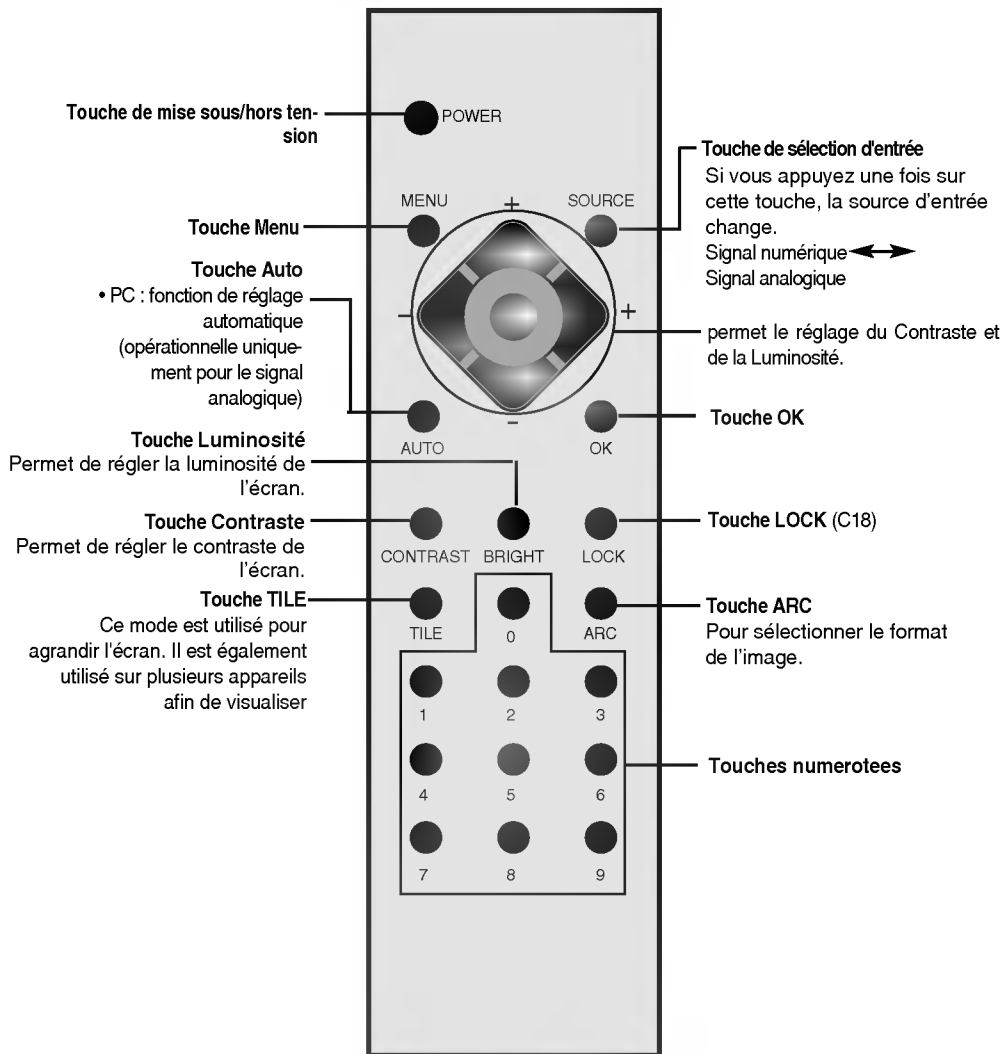 Touche de mise sous/hors ten-
sion
POWER
Touche de sélection d'entrée
Si vous appuyez une fois sur
cette touche, la source d'entrée
change.
Signal numérique
Signal analogique
MENU
+
SOURCE
Touche Menu
Touche Auto
• PC : fonction de réglage
automatique
(opérationnelle unique-
ment pour le signal
analogique)
-
+
permet le réglage du Contraste et
de la Luminosité.
-
AUTO
OK
Touche OK
Touche Luminosité
Permet de régler la luminosité de
l'écran.
Touche Contraste
Permet de régler le contraste de
l'écran.
CONTRAST
BRIGHT
LOCK
Touche LOCK (C18)
Touche TILE
Ce mode est utilisé pour
agrandir l'écran. Il est également
utilisé sur plusieurs appareils
afin de visualiser
TILE
0
ARC
Touche ARC
Pour sélectionner le format
de l'image.
1
2
3
4
5
6
Touches numerotees
7
8
9